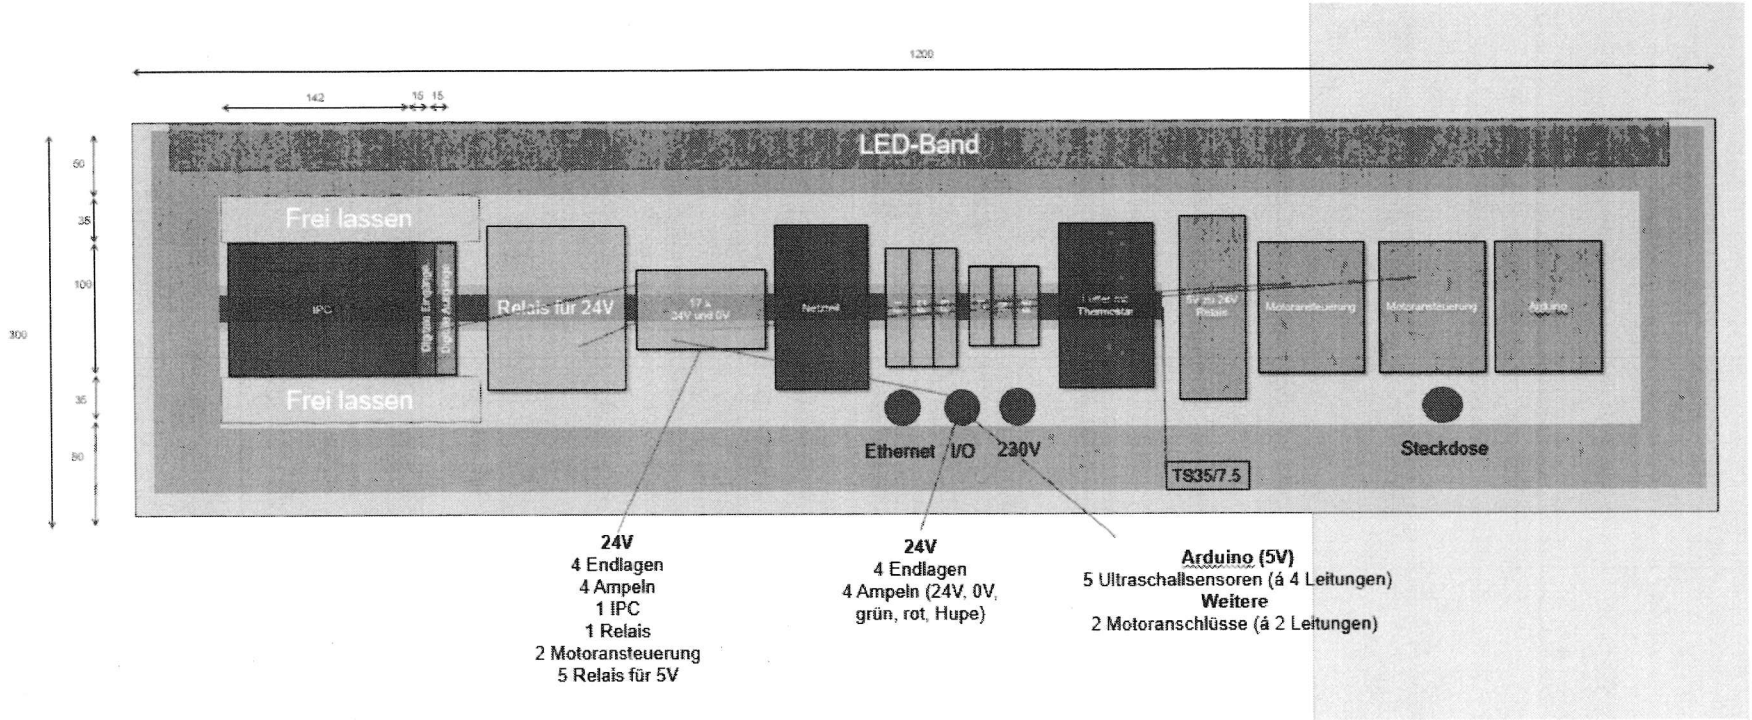 1200
142
15
15
LED-Band
50
35
100
300
35
Frei lassen
IPC
Digitale Eingänge
Digitale Ausgänge
Frei lassen
Relais für 24V
17 x
24V und 0V
Netzteil
Thermostat
5V zu 24V
Relais
Motoransteuerung
Motoransteuerung
Arduino
Ethernet
I/O
230V
Steckdose
TS35/7.5
24V
4 Endlagen
4 Ampeln
1 IPC
1 Relais
2 Motoransteuerung
5 Relais für 5V
24V
4 Endlagen
4 Ampeln (24V, 0V,
grün, rot, Hupe)
Arduino (5V)
5 Ultraschallsensoren (á 4 Leitungen)
Weitere
2 Motoranschlüsse (á 2 Leitungen)